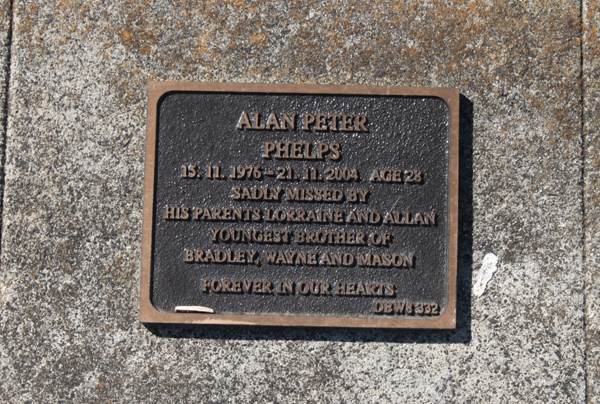 ALAN PETER
PHELPS
15. 11. 1976 - 21. 11. 2004 AGE 28
SADLY MISSED BY
HIS PARENTS LORRAINE AND ALLAN
YOUNGEST BROTHER OF
BRADLEY, WAYNE AND MASON
FOREVER IN OUR HEARTS
DBWS 332